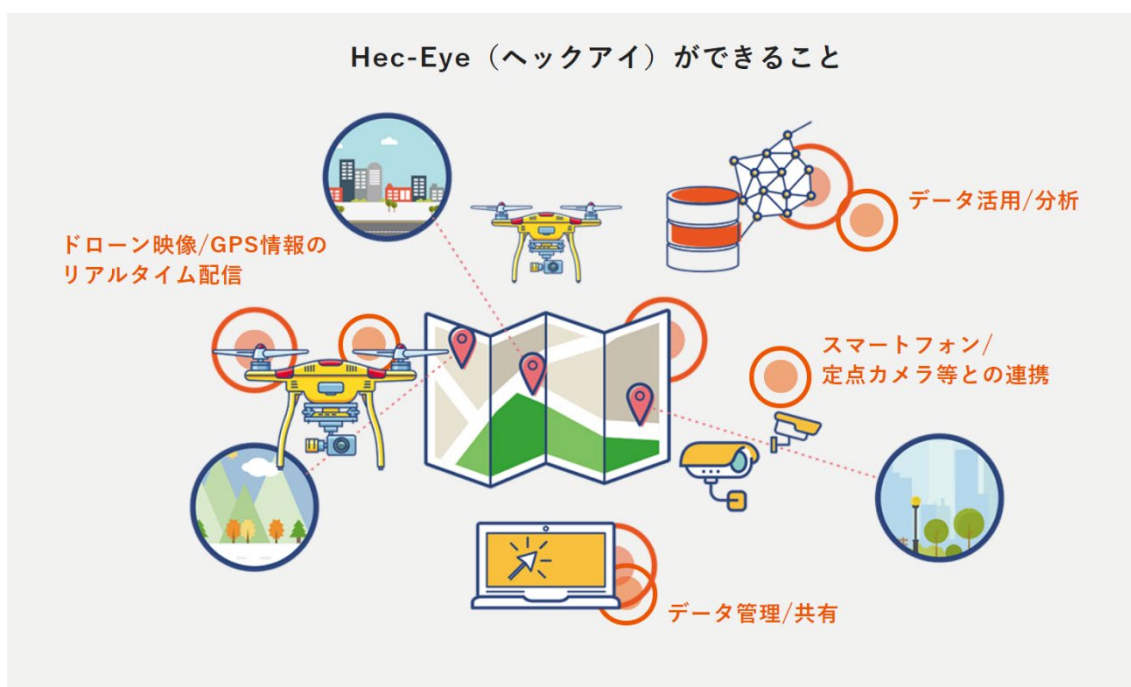 Hec-Eye（ヘックアイ）ができること
データ活用/分析
ドローン映像/GPS情報の
リアルタイム配信
スマートフォン/
定点カメラ等との連携
データ管理/共有